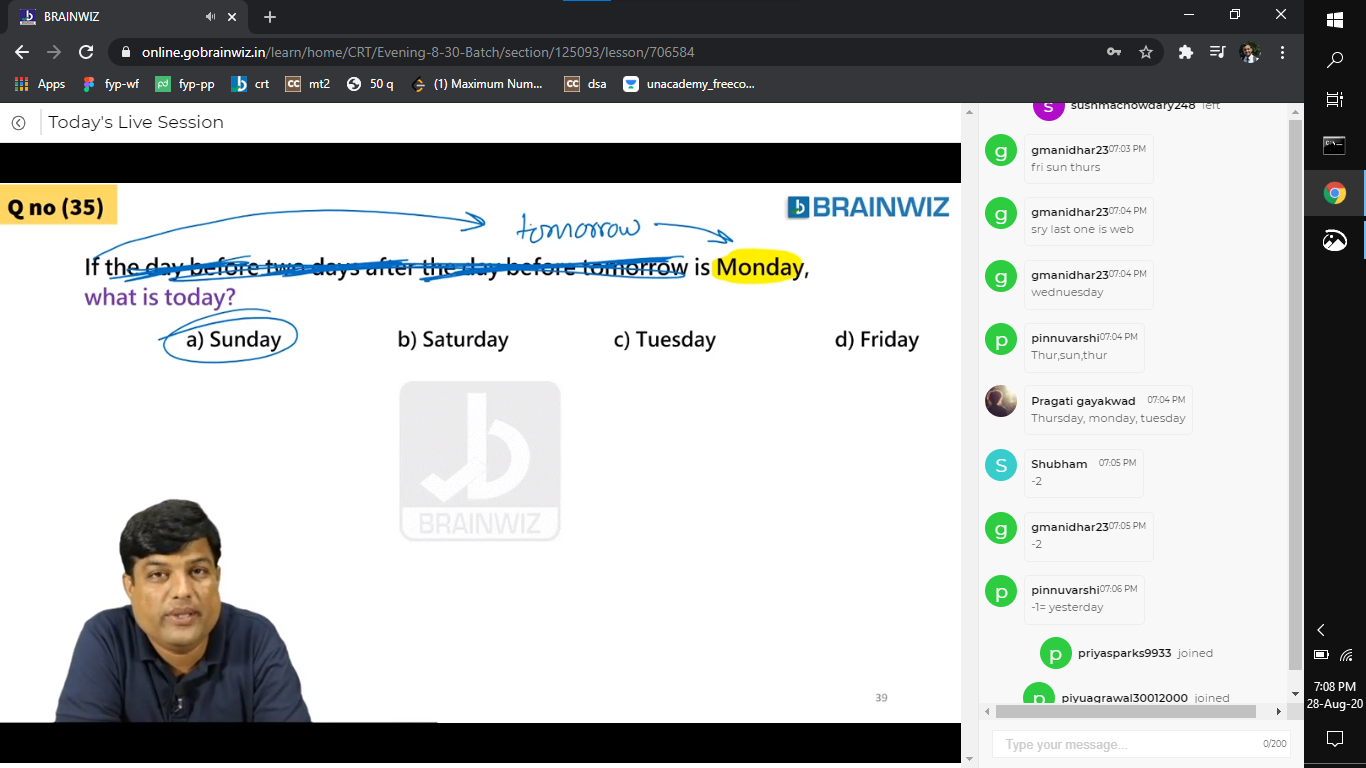 BRAINWIZ
online.gobrainwiz.in/learn/home/CRT/Evening-8-30-Batch/section/125093/lesson/706584
Apps fyp-wf fyp-pp crt mt2 50 q (1) Maximum Num... dsa unacademy_freeco...
Today's Live Session
Q no (35)
BRAINWIZ
tomorrow
If the day before two days after the day before tomorrow is Monday,
what is today?
a) Sunday b) Saturday c) Tuesday d) Friday
BRAINWIZ
39
sushmachowdary248 left
g
gmanidhar23 07:03 PM
fri sun thurs
g
gmanidhar23 07:04 PM
sry last one is web
g
gmanidhar23 07:04 PM
wednuesday
p
pinnuvarshi 07:04 PM
Thur,sun,thur
Pragati gayakwad 07:04 PM
Thursday, monday, tuesday
S
Shubham 07:05 PM
-2
g
gmanidhar23 07:05 PM
-2
p
pinnuvarshi 07:06 PM
-1= yesterday
p priyasparks9933 joined
p piyuagrawal30012000 joined
Type your message... 0/200
7:08 PM
28-Aug-20